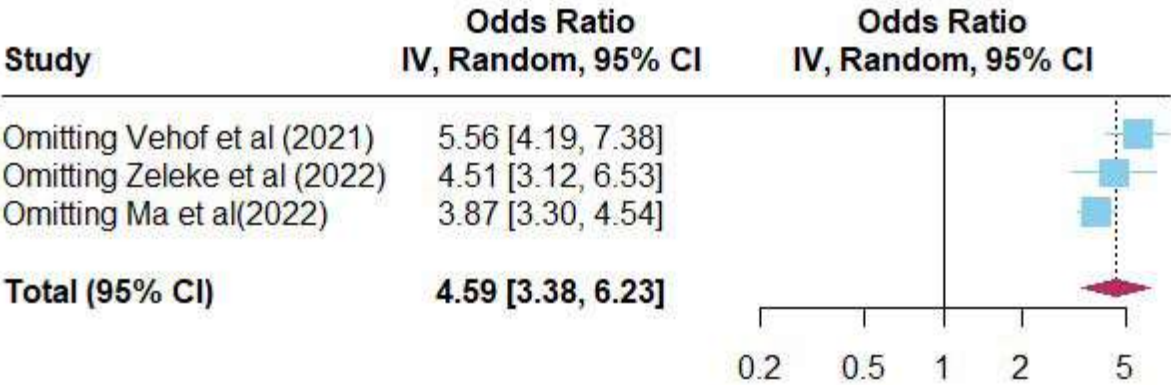 Odds Ratio Odds Ratio
Study IV, Random, 95% CI IV, Random, 95% CI
Omitting Vehof et al (2021) 5.56 [4.19, 7.38]
Omitting Zeleke et al (2022) 4.51 [3.12, 6.53]
Omitting Ma et al(2022) 3.87 [3.30, 4.54]
Total (95% CI) 4.59 [3.38, 6.23]
0.2 0.5 1 2 5